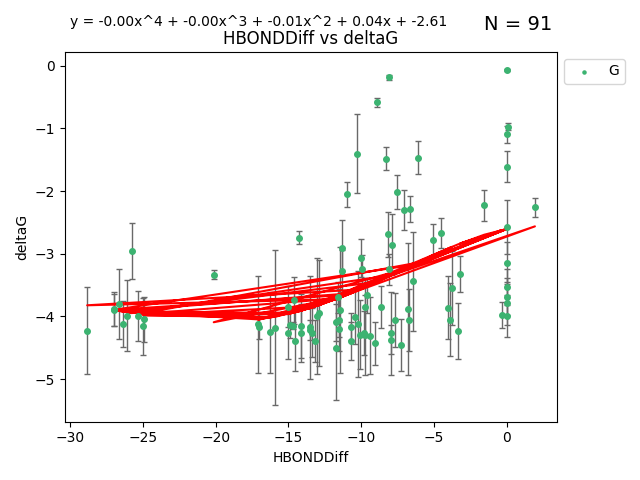 y = -0.00x^4 + -0.00x^3 + -0.01x^2 + 0.04x + -2.61
N = 91
HBONDDiff vs deltaG
G
0
−1
−2
−3
−4
−5
deltaG
−30
−25
−20
−15
−10
−5
0
HBONDDiff